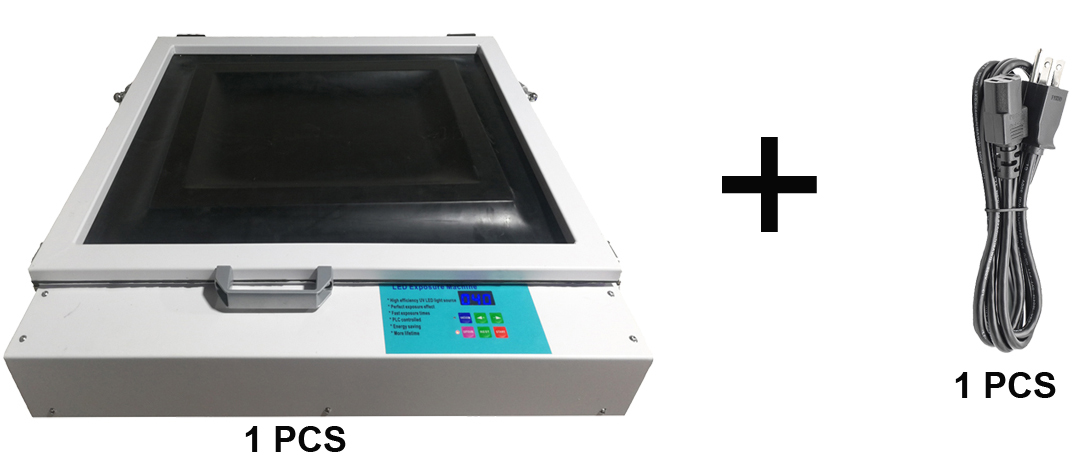 LED Exposure Machine
* High efficiency UV LED light source
* Perfect exposure effect
* Fast exposure times
* PLC controlled
* Energy saving
* More lifetime
040
1 PCS
+
1 PCS